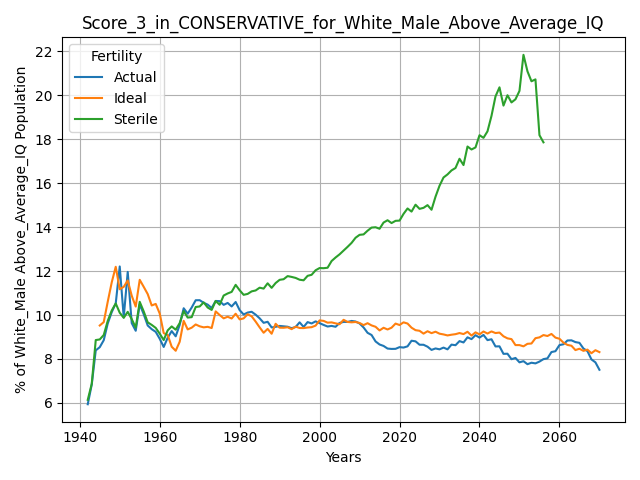 Score_3_in_CONSERVATIVE_for_White_Male_Above_Average_IQ
Fertility
Actual
Ideal
Sterile
% of White_Male Above_Average_IQ Population
22
20
18
16
14
12
10
8
6
1940
1960
1980
2000
2020
2040
2060
Years